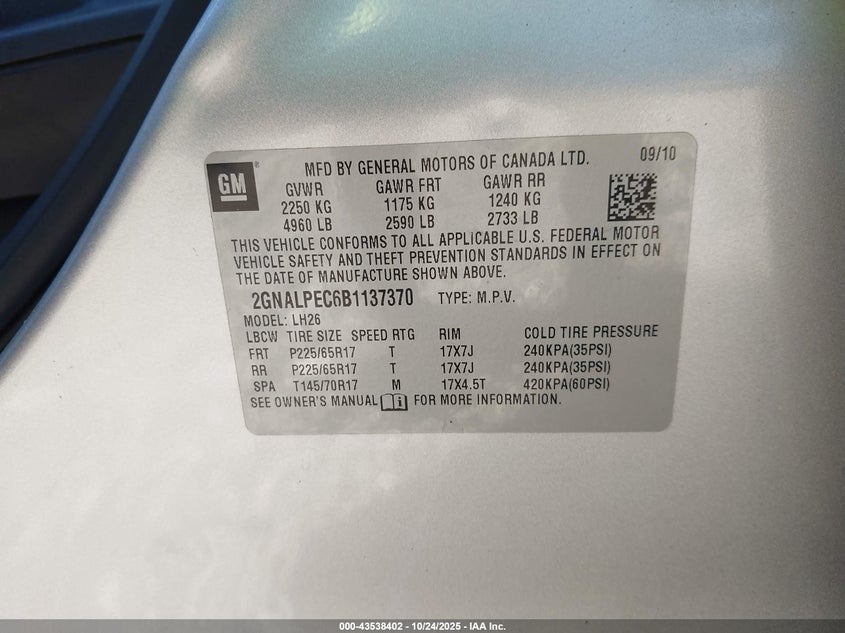 GM
®
MFD BY GENERAL MOTORS OF CANADA LTD.
09/10
GVWR GAWR FRT GAWR RR
2250 KG 1175 KG 1240 KG
4960 LB 2590 LB 2733 LB
THIS VEHICLE CONFORMS TO ALL APPLICABLE U.S. FEDERAL MOTOR
VEHICLE SAFETY AND THEFT PREVENTION STANDARDS IN EFFECT ON
THE DATE OF MANUFACTURE SHOWN ABOVE.
2GNALPEC6B1137370 TYPE: M.P.V.
MODEL: LH26
LBCW TIRE SIZE SPEED RTG RIM COLD TIRE PRESSURE
FRT P225/65R17 T 17X7J 240KPA(35PSI)
RR P225/65R17 T 17X7J 240KPA(35PSI)
SPA T145/70R17 M 17X4.5T 420KPA(60PSI)
SEE OWNER'S MANUAL i FOR MORE INFORMATION.
000-43538402 - 10/24/2025 - IAA Inc.